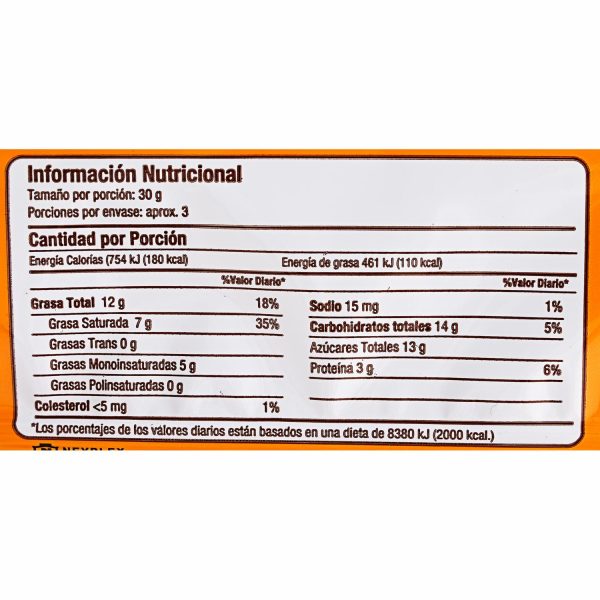 Información Nutricional
Tamaño por porción: 30 g
Porciones por envase: aprox. 3
Cantidad por Porción
Energía Calorías (754 kJ (180 kcal) Energía de grasa 461 kJ (110 kcal)
%Valor Diario* %Valor Diario*
Grasa Total 12 g 18% Sodio 15 mg 1%
Grasa Saturada 7 g 35% Carbohidratos totales 14 g 5%
Grasas Trans 0 g Azúcares Totales 13 g
Grasas Monoinsaturadas 5 g Proteína 3 g 6%
Grasas Polinsaturadas 0 g
Colesterol <5 mg 1%
*Los porcentajes de los valores diarios están basados en una dieta de 8380 kJ (2000 kcal.)